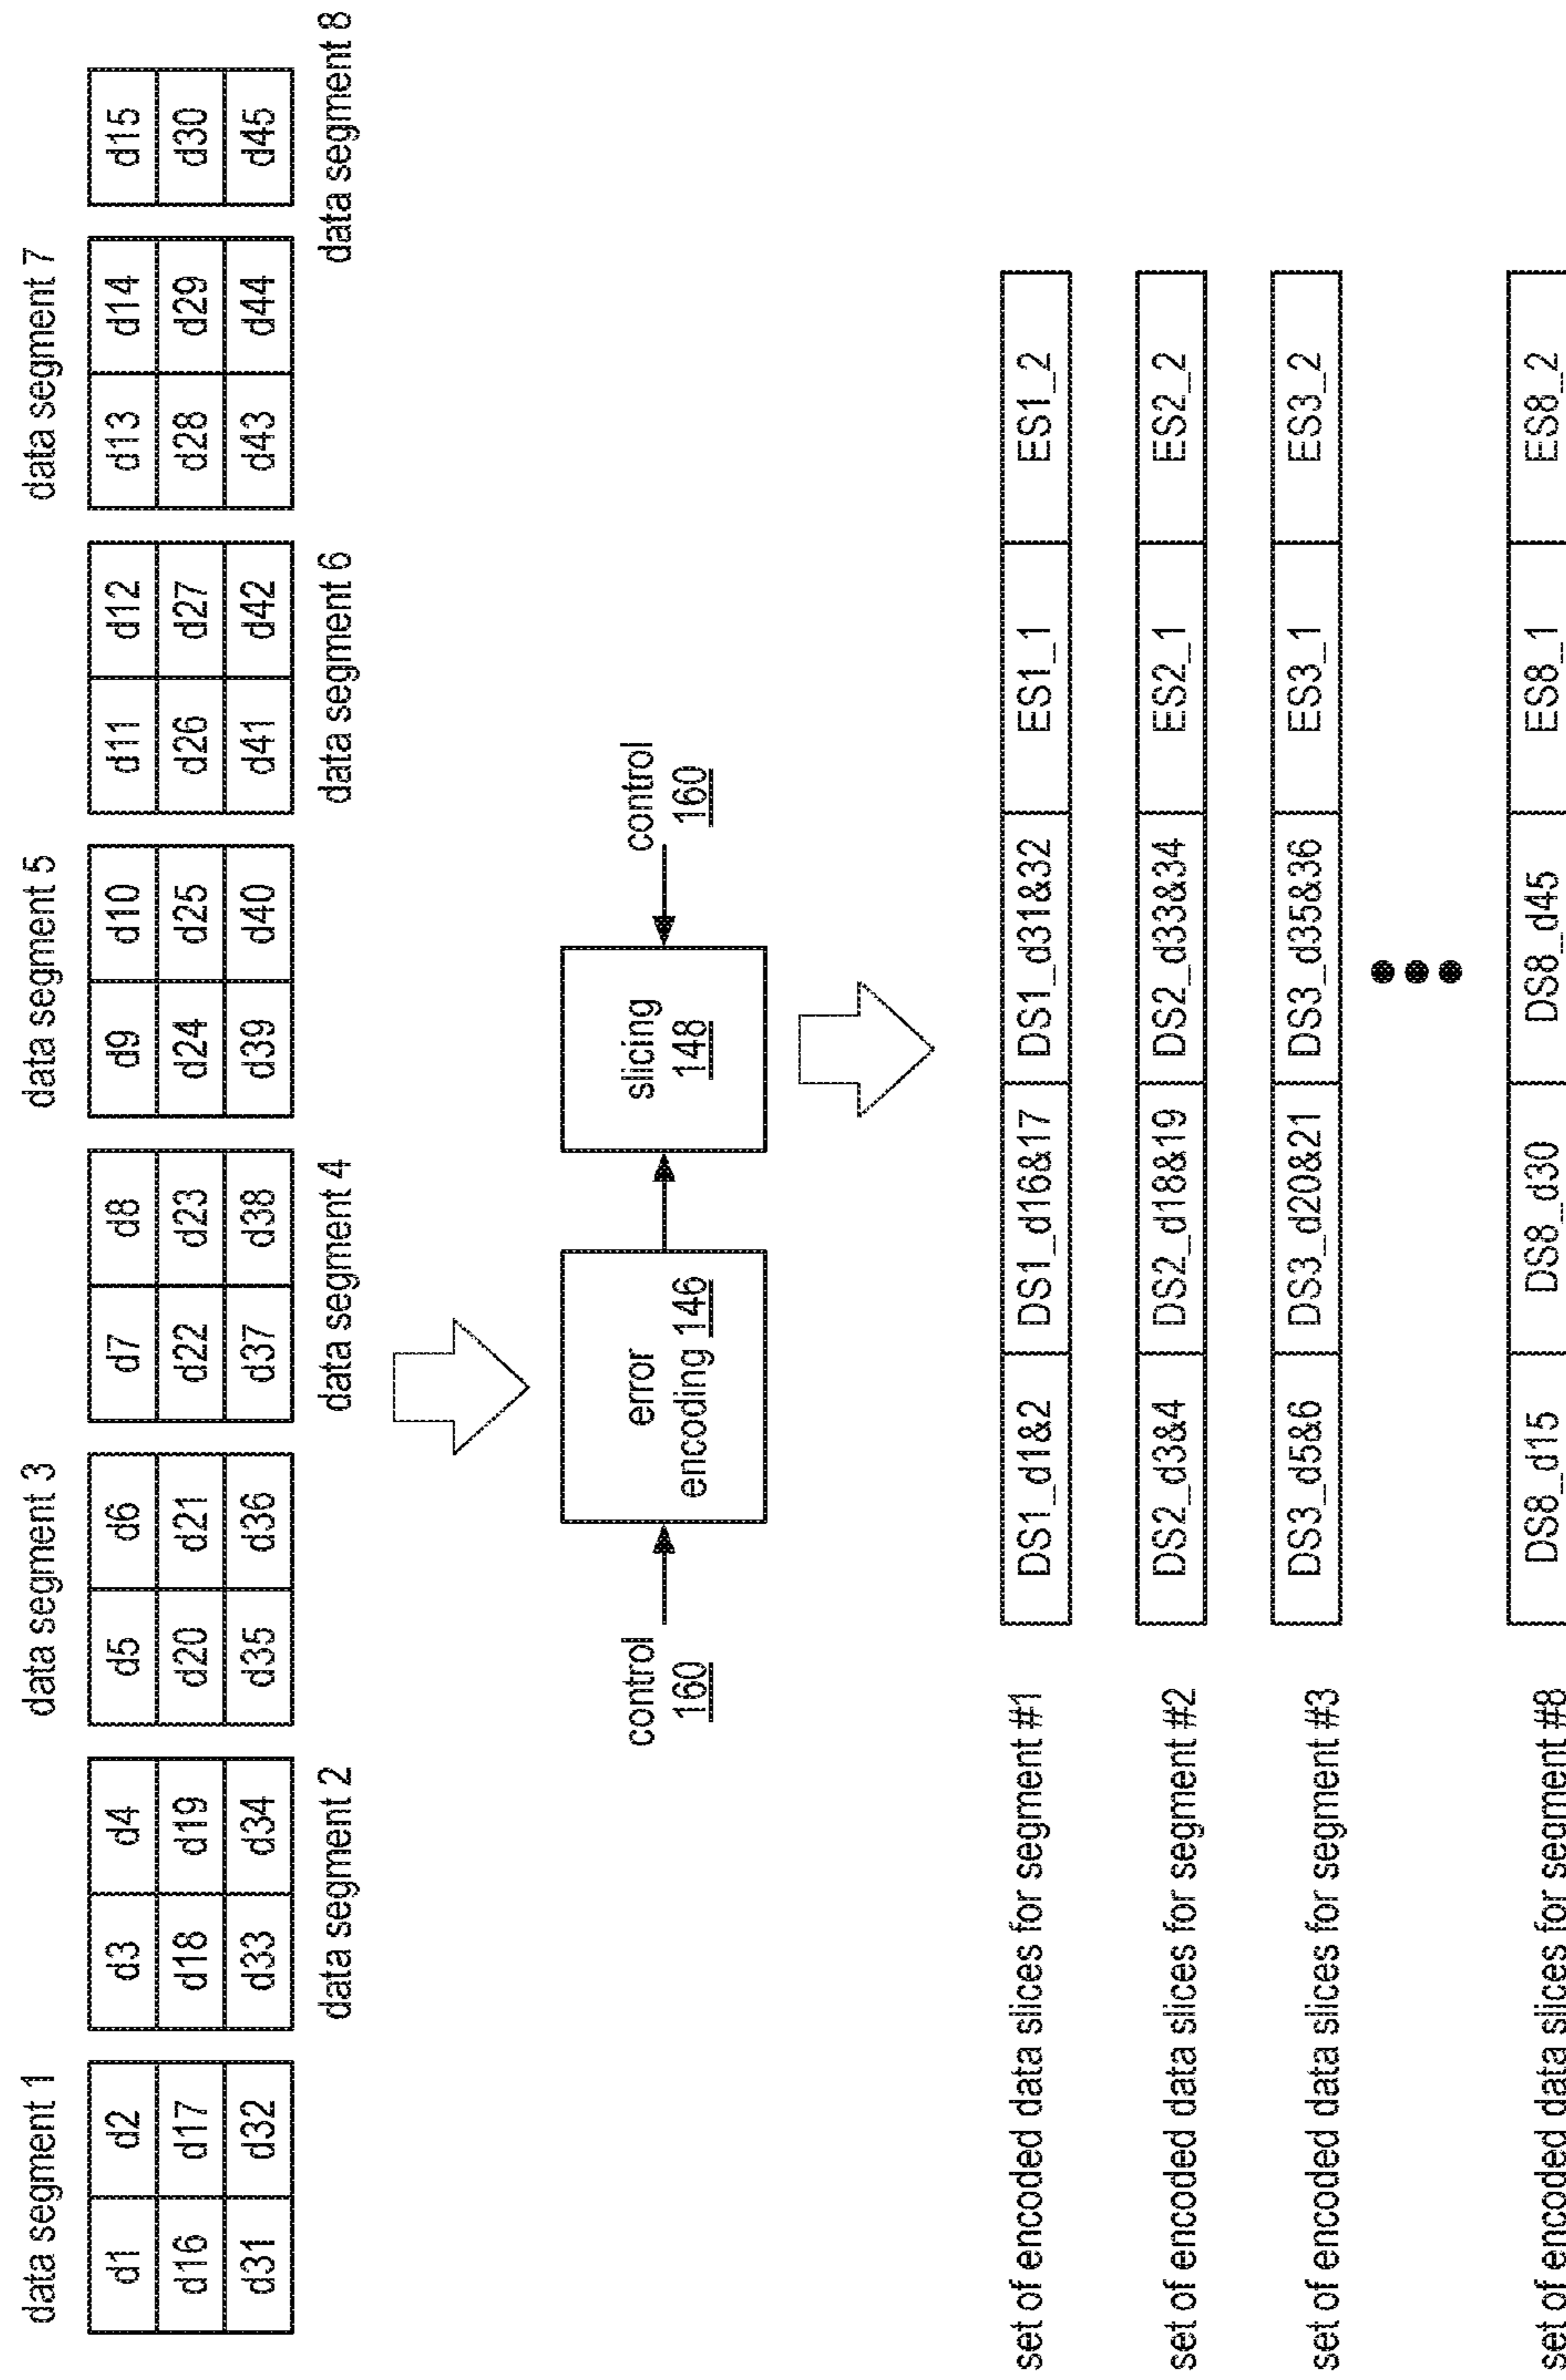 data segment 1 data segment 3 data segment 5 data segment 7
d1 d2 d3 d4 d5 d6 d7 d8 d9 d10 d11 d12 d13 d14 d15
d16 d17 d18 d19 d20 d21 d22 d23 d24 d25 d26 d27 d28 d29 d30
d31 d32 d33 d34 d35 d36 d37 d38 d39 d40 d41 d42 d43 d44 d45
data segment 2 data segment 4 data segment 6 data segment 8
control
160
error
encoding 146
slicing
148
control
160
set of encoded data slices for segment #1 DS1_d1&2 DS1_d16&17 DS1_d31&32 ES1_1 ES1_2
set of encoded data slices for segment #2 DS2_d3&4 DS2_d18&19 DS2_d33&34 ES2_1 ES2_2
set of encoded data slices for segment #3 DS3_d5&6 DS3_d20&21 DS3_d35&36 ES3_1 ES3_2
set of encoded data slices for segment #8 DS8_d15 DS8_d30 DS8_d45 ES8_1 ES8_2